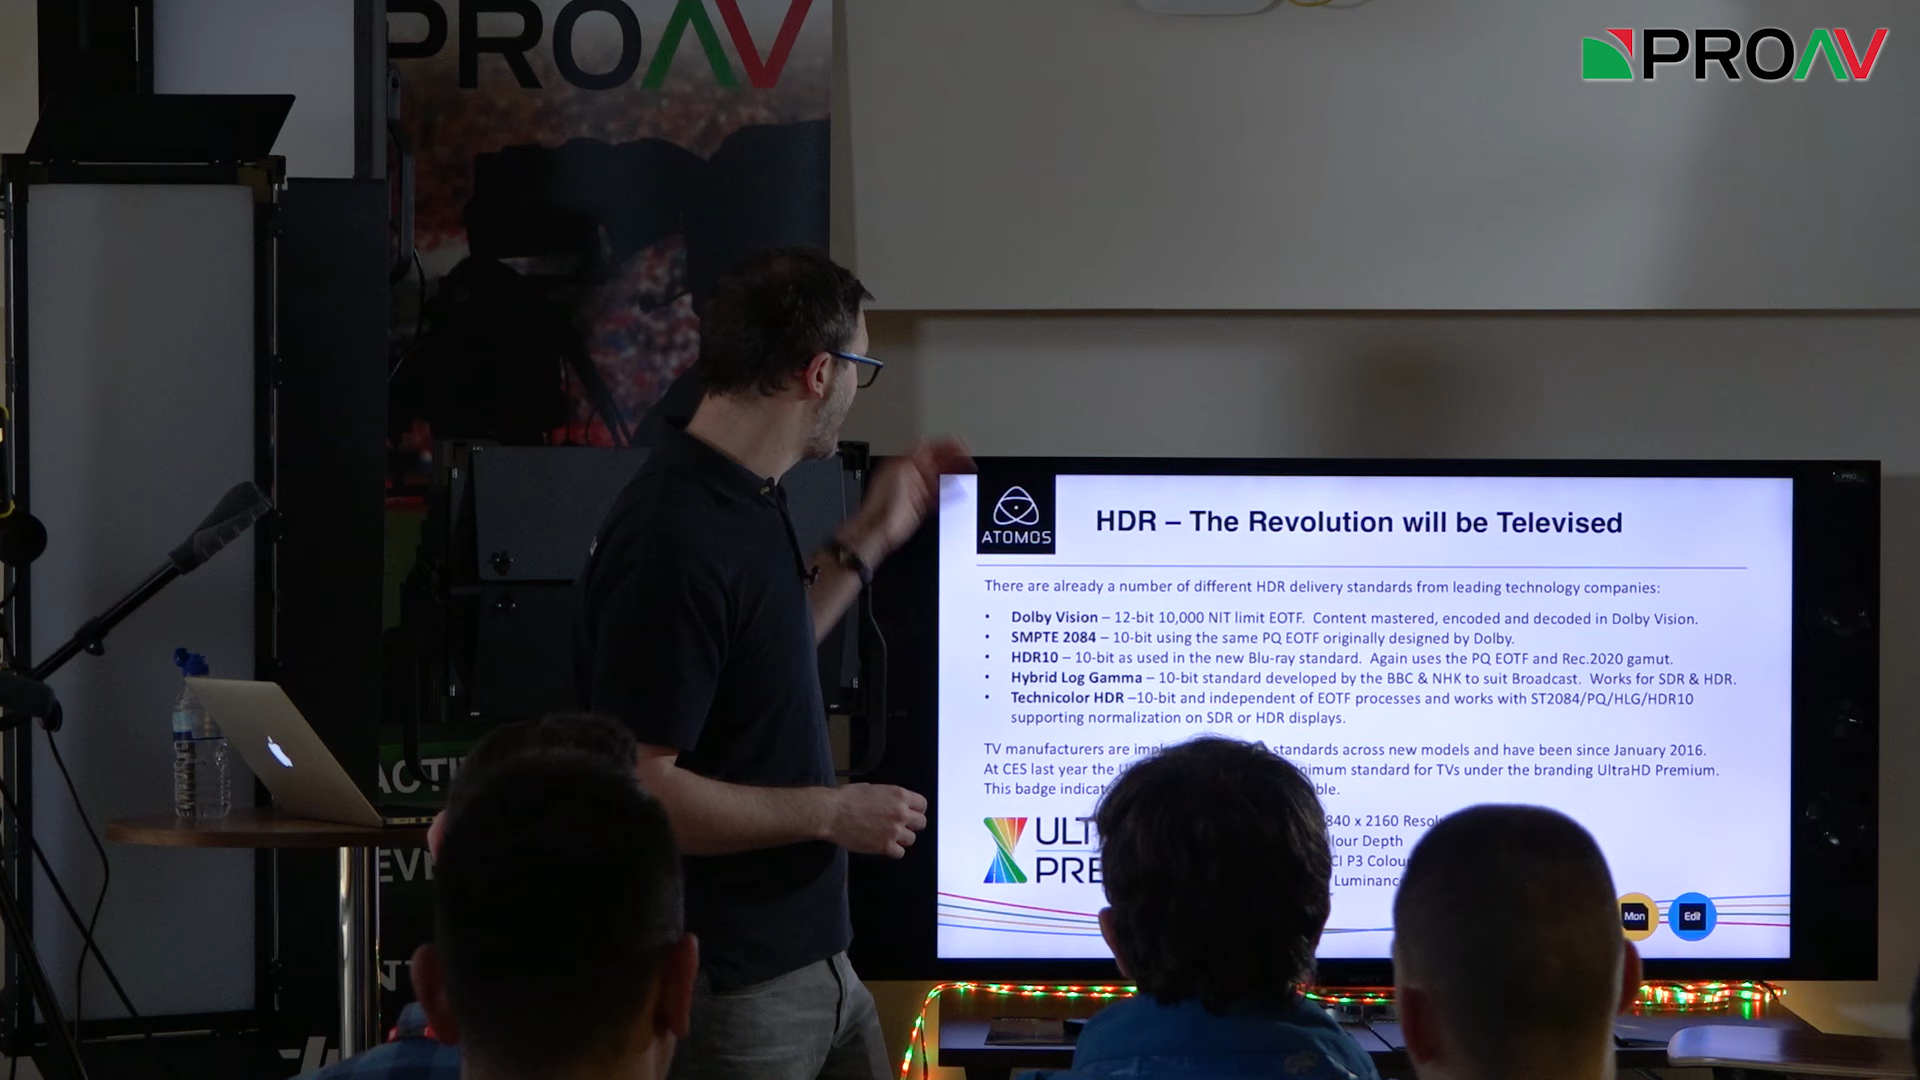 PROAV
PROAV
PRO
ATOMOS
HDR – The Revolution will be Televised
There are already a number of different HDR delivery standards from leading technology companies:
• Dolby Vision – 12-bit 10,000 NIT limit EOTF. Content mastered, encoded and decoded in Dolby Vision.
• SMPTE 2084 – 10-bit using the same PQ EOTF originally designed by Dolby.
• HDR10 – 10-bit as used in the new Blu-ray standard. Again uses the PQ EOTF and Rec.2020 gamut.
• Hybrid Log Gamma – 10-bit standard developed by the BBC & NHK to suit Broadcast. Works for SDR & HDR.
• Technicolor HDR –10-bit and independent of EOTF processes and works with ST2084/PQ/HLG/HDR10
supporting normalization on SDR or HDR displays.
TV manufacturers are standards across new models and have been since January 2016.
At CES last year the standard for TVs under the branding UltraHD Premium.
This badge
840 x 2160
Depth
P3
Mon Edit